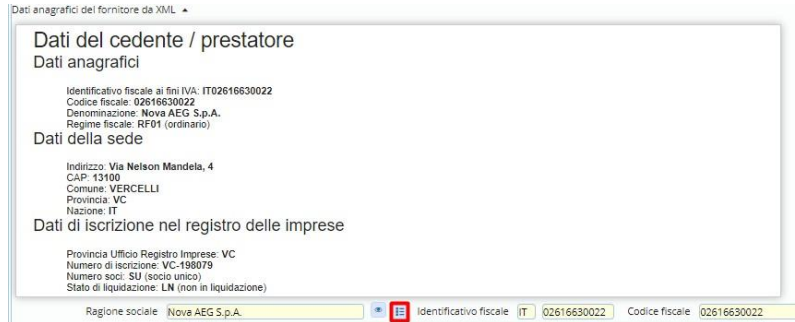 Dati anagrafici del fornitore da XML
Dati del cedente / prestatore
Dati anagrafici
Identificativo fiscale ai fini IVA: IT02616630022
Codice fiscale: 02616630022
Denominazione: Nova AEG S.p.A.
Regime fiscale: RF01 (ordinario)
Dati della sede
Indirizzo: Via Nelson Mandela, 4
CAP: 13100
Comune: VERCELLI
Provincia: VC
Nazione: IT
Dati di iscrizione nel registro delle imprese
Provincia Ufficio Registro Imprese: VC
Numero di iscrizione: VC-198079
Numero soci: SU (socio unico)
Stato di liquidazione: LN (non in liquidazione)
Ragione sociale Nova AEG S.p.A. Identificativo fiscale IT 02616630022 Codice fiscale 02616630022